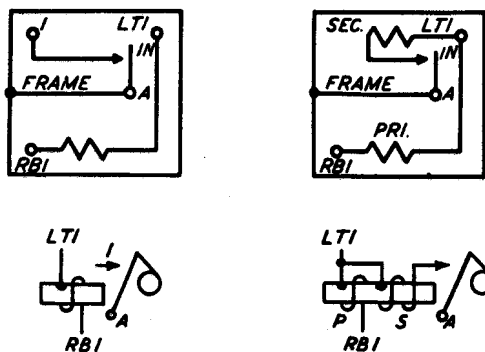 I LTI
IN
FRAME A
RBI
SEC. LTI
IN
FRAME A
PRI.
RBI
LTI
I
A
RBI
LTI
P S A
RBI